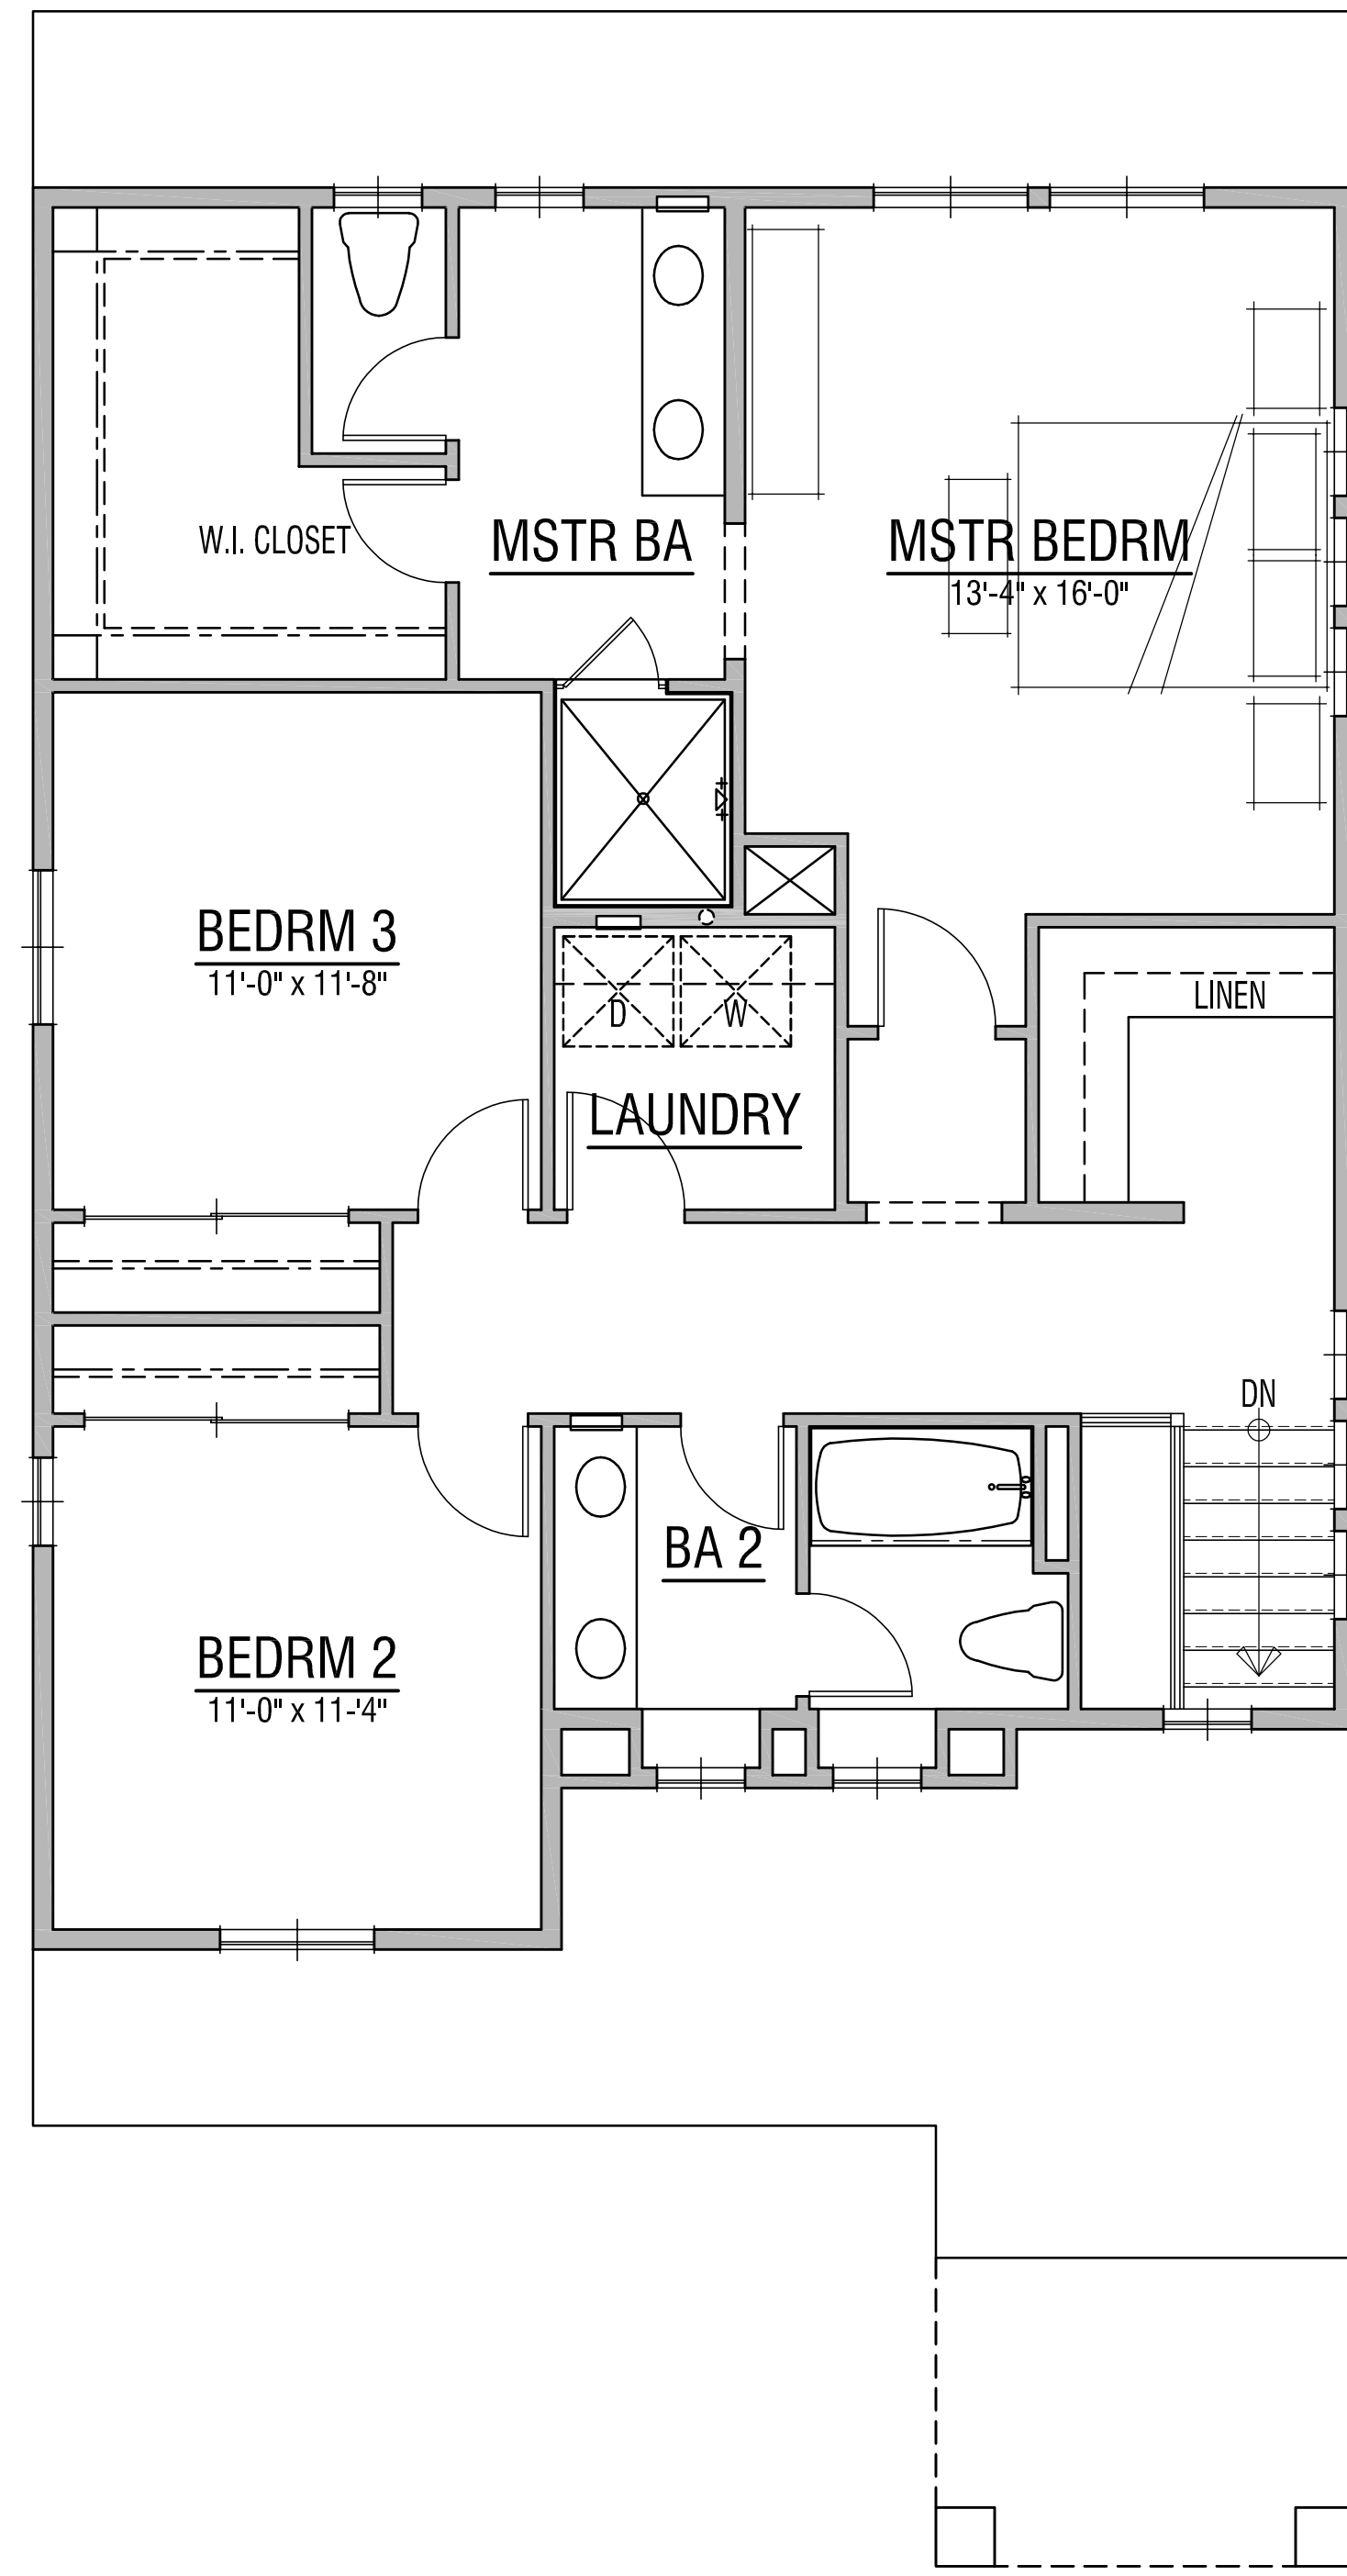 W.I. CLOSET
MSTR BA
MSTR BEDRM
13'-4" x 16'-0"
BEDRM 3
11'-0" x 11'-8"
D
W
LINEN
LAUNDRY
DN
BA 2
BEDRM 2
11'-0" x 11-'4"